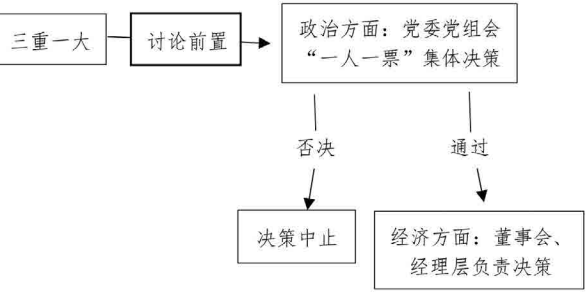 三重一大
讨论前置
政治方面：党委党组会
“一人一票”集体决策
否决
通过
决策中止
经济方面：董事会、
经理层负责决策